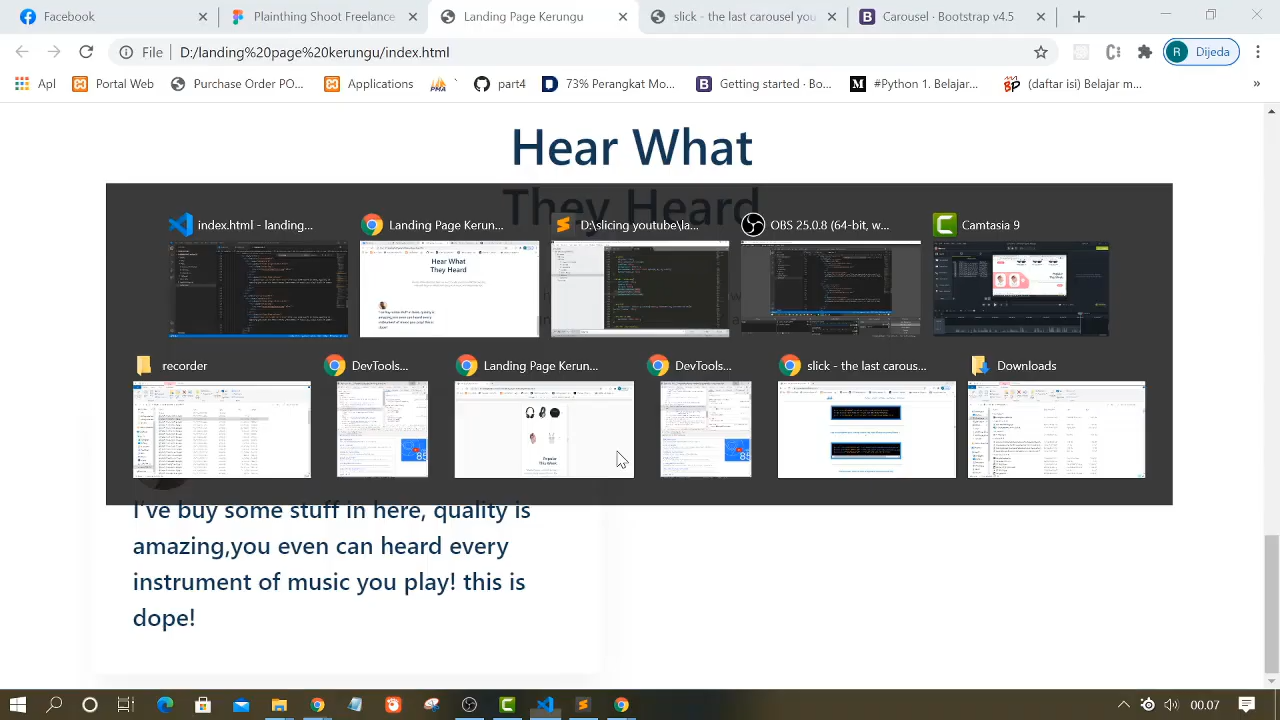 Facebook
Plainthing Shoot Freelance
Landing Page Kerungu
slick - the last carousel you
Carousel · Bootstrap v4.5
File
D:/landing%20page%20kerungu/index.html
R
Dijeda
Apl
Portal Web
Purchase Order PO...
PMA
Applications
part4
73% Perangkat Mo...
Getting started · Bo...
#Python 1. Belajar...
(daftar isi) Belajar m...
»
Hear What
They Heard
index.html - landing...
Landing Page Kerun...
OBS 25.0.8 (64-bit, w...
Camtasia 9
recorder
DevTools...
Landing Page Kerun...
DevTools...
slick - the last carous...
Downloads
I've buy some stuff in here, quality is
amazing,you even can heard every
instrument of music you play! this is
dope!
00.07